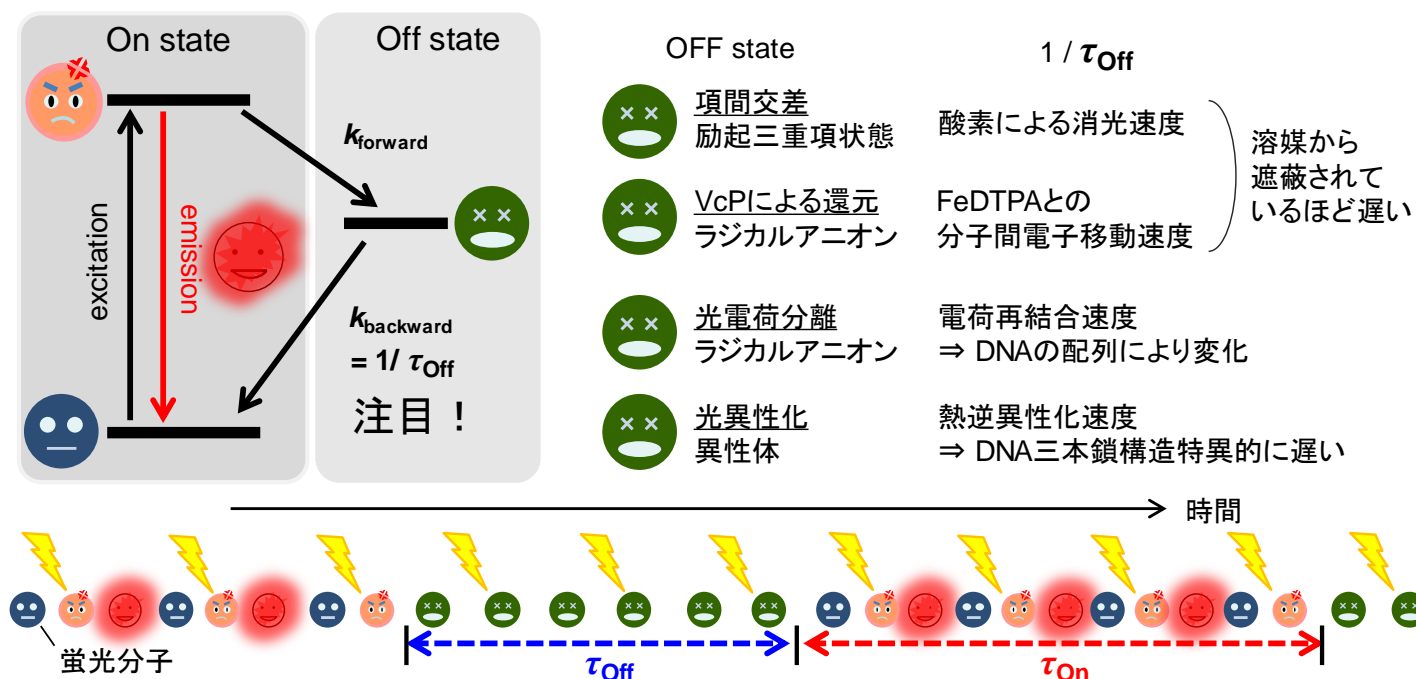 On state
Off state
excitation
emission
kforward
kbackward
= 1/ τOff
注目！
OFF state
1 / τOff
項間交差
励起三重項状態
酸素による消光速度
VcPによる還元
ラジカルアニオン
FeDTPAとの
分子間電子移動速度
溶媒から
遮蔽されて
いるほど遅い
光電荷分離
ラジカルアニオン
電荷再結合速度
⇒ DNAの配列により変化
光異性化
異性体
熱逆異性化速度
⇒ DNA三本鎖構造特異的に遅い
時間
蛍光分子
τOff
τOn